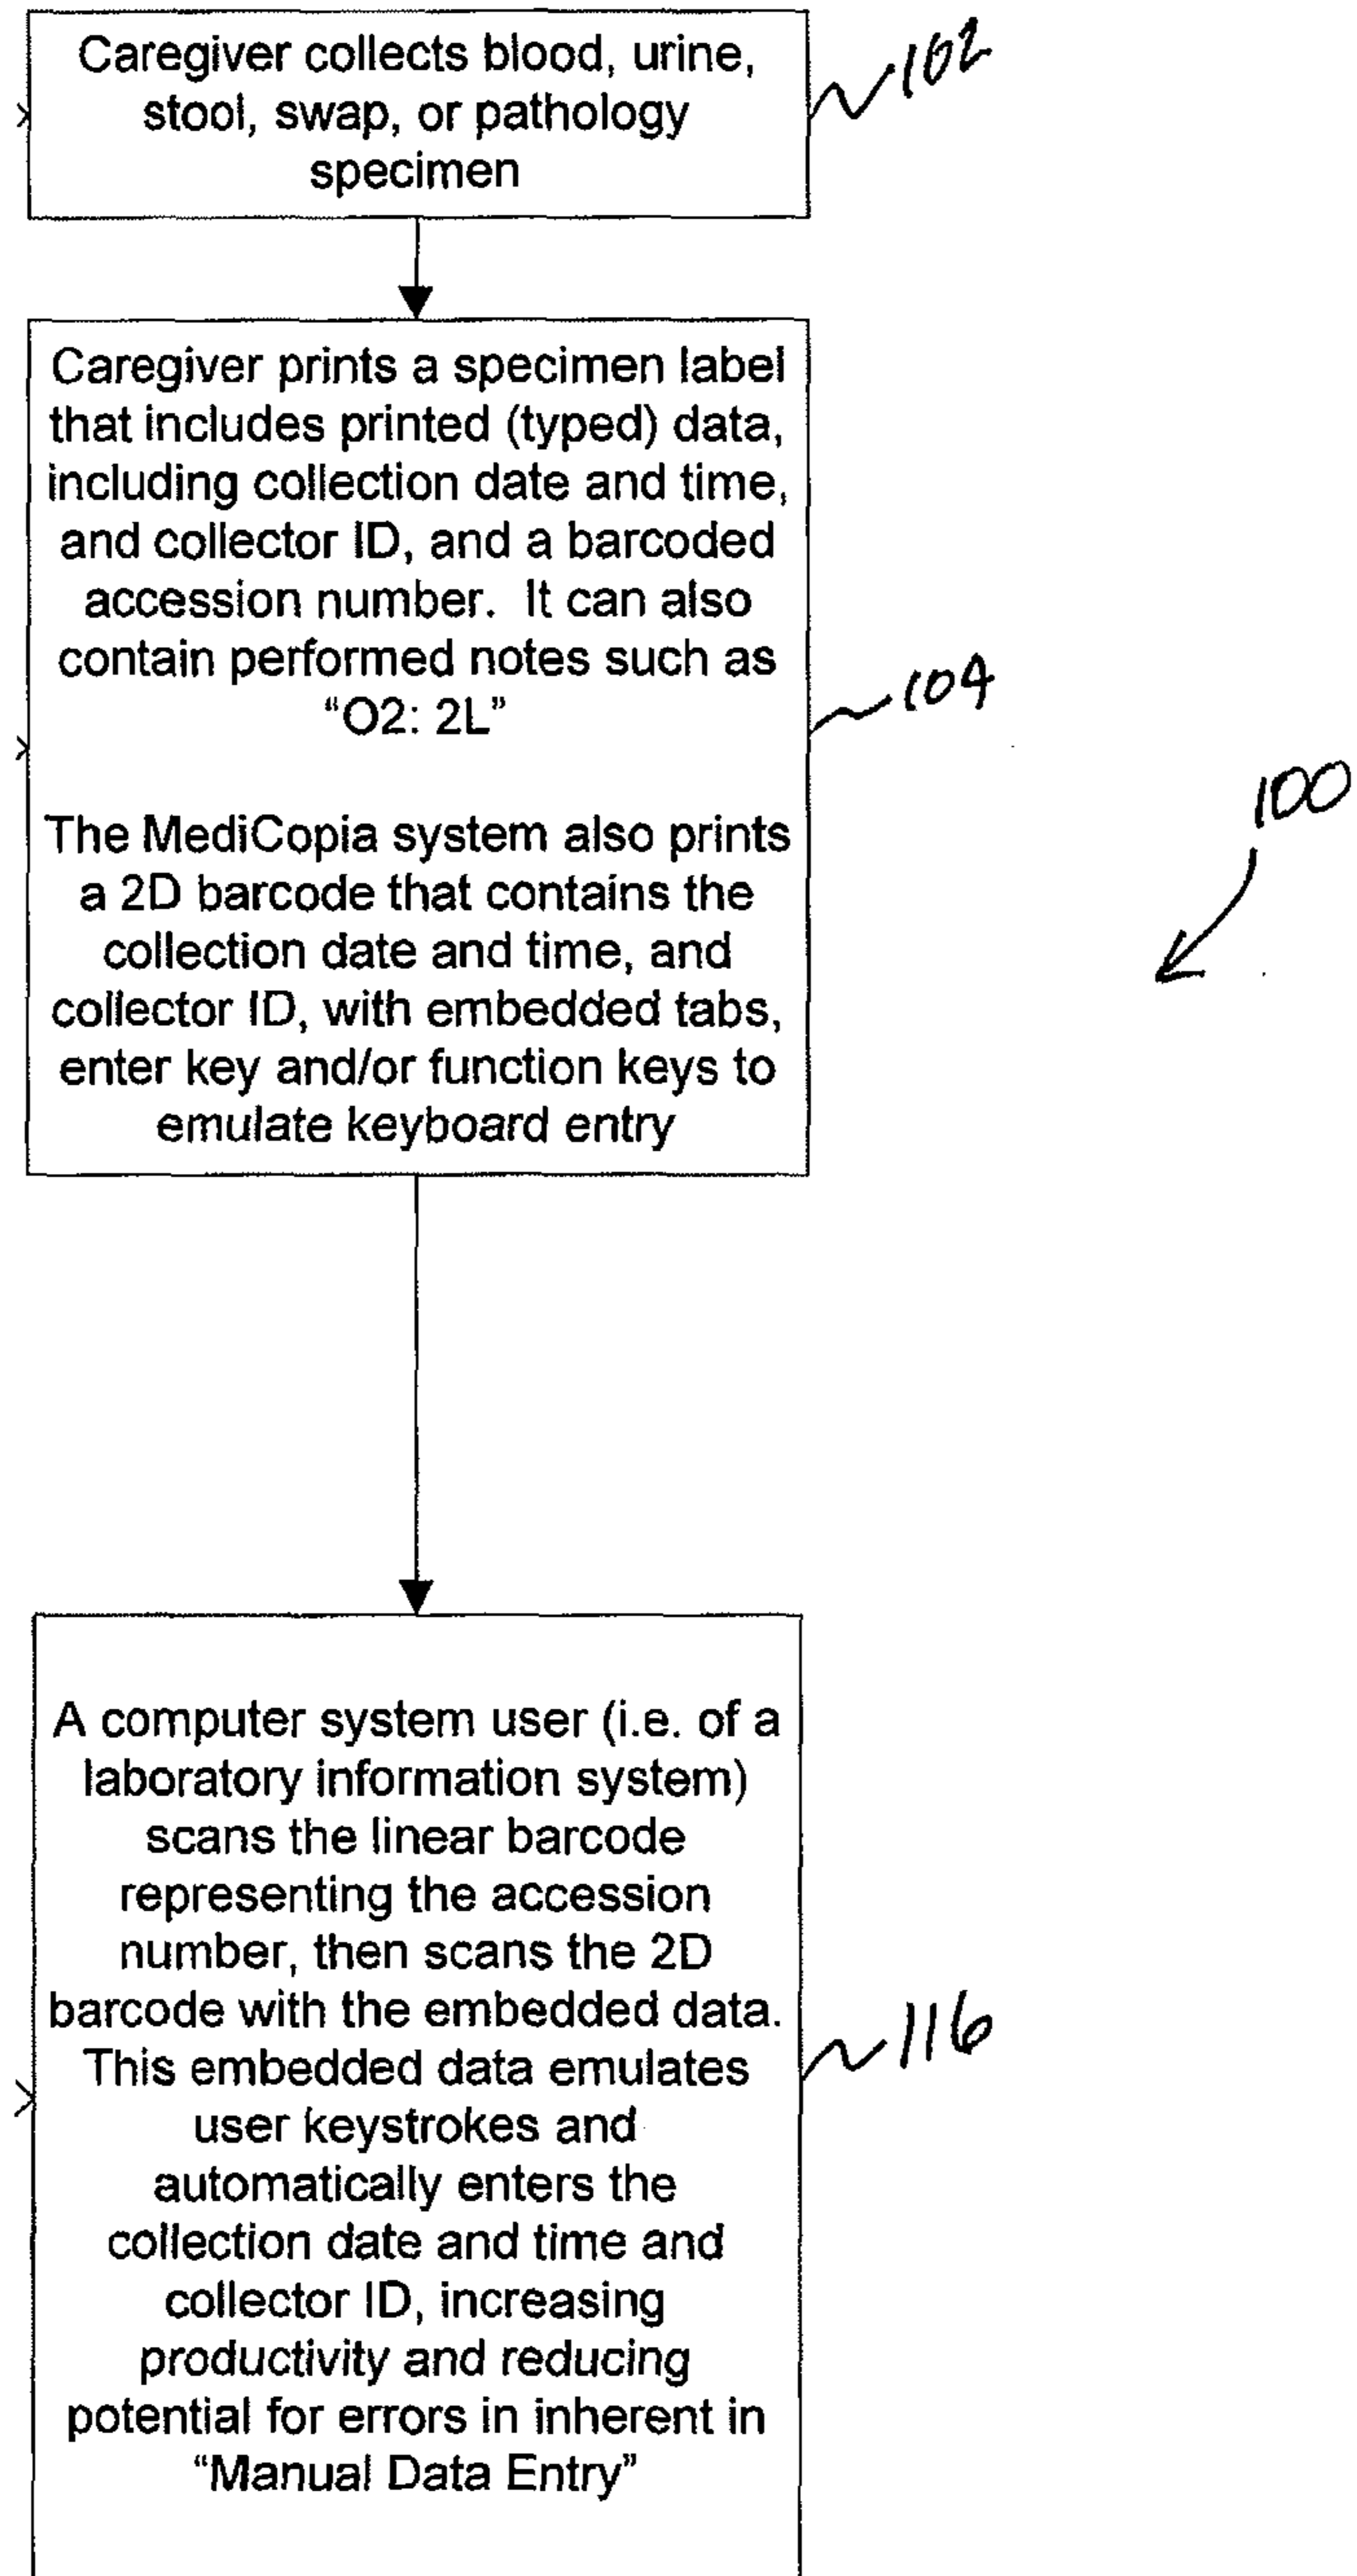 Caregiver collects blood, urine,
stool, swap, or pathology
specimen
102
Caregiver prints a specimen label
that includes printed (typed) data,
including collection date and time,
and collector ID, and a barcoded
accession number. It can also
contain performed notes such as
“O2: 2L”
104
100
The MediCopia system also prints
a 2D barcode that contains the
collection date and time, and
collector ID, with embedded tabs,
enter key and/or function keys to
emulate keyboard entry
A computer system user (i.e. of a
laboratory information system)
scans the linear barcode
representing the accession
number, then scans the 2D
barcode with the embedded data.
This embedded data emulates
user keystrokes and
automatically enters the
collection date and time and
collector ID, increasing
productivity and reducing
potential for errors in inherent in
“Manual Data Entry”
116